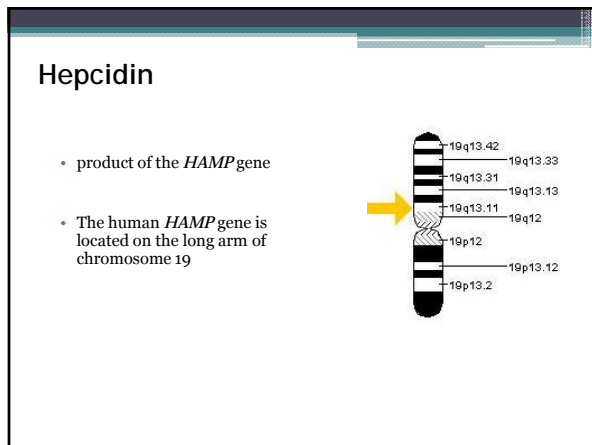 Hepcidin
• product of the HAMP gene
• The human HAMP gene is
located on the long arm of
chromosome 19
19q13.42
19q13.33
19q13.31
19q13.13
19q13.11
19q12
19p12
19p13.12
19p13.2